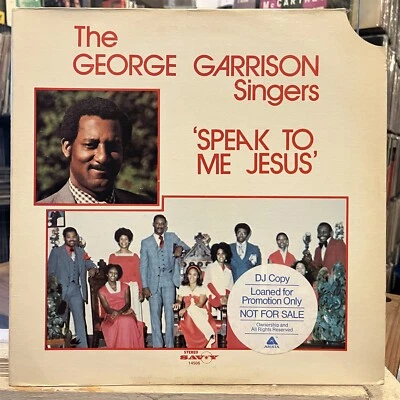 The
GEORGE GARRISON
Singers
'SPEAK TO
ME JESUS'
DJ Copy
Loaned for
Promotion Only
NOT FOR SALE
Ownership and
All Rights Reserved
ARISTA
STEREO
SAVOY